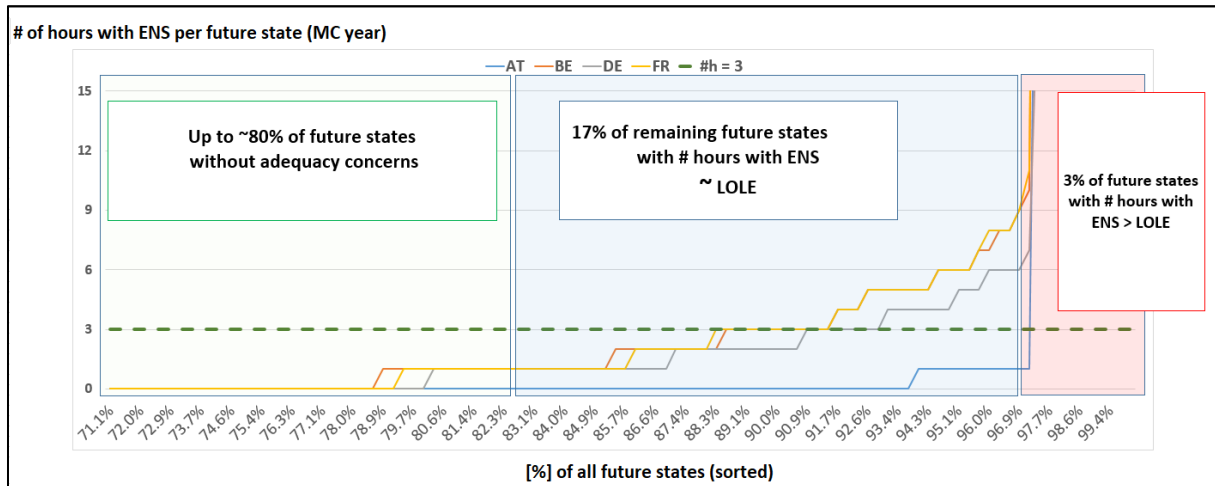 # of hours with ENS per future state (MC year)
AT BE DE FR #h = 3
15
12
9
6
3
0
Up to ~80% of future states
without adequacy concerns
17% of remaining future states
with # hours with ENS
~ LOLE
3% of future states
with # hours with
ENS > LOLE
71.1% 72.0% 72.9% 73.7% 74.6% 75.4% 76.3% 77.1% 78.0% 78.9% 79.7% 80.6% 81.4% 82.3% 83.1% 84.0% 84.9% 85.7% 86.6% 87.4% 88.3% 89.1% 90.0% 90.9% 91.7% 92.6% 93.4% 94.3% 95.1% 96.0% 96.9% 97.7% 98.6% 99.4%
[%] of all future states (sorted)